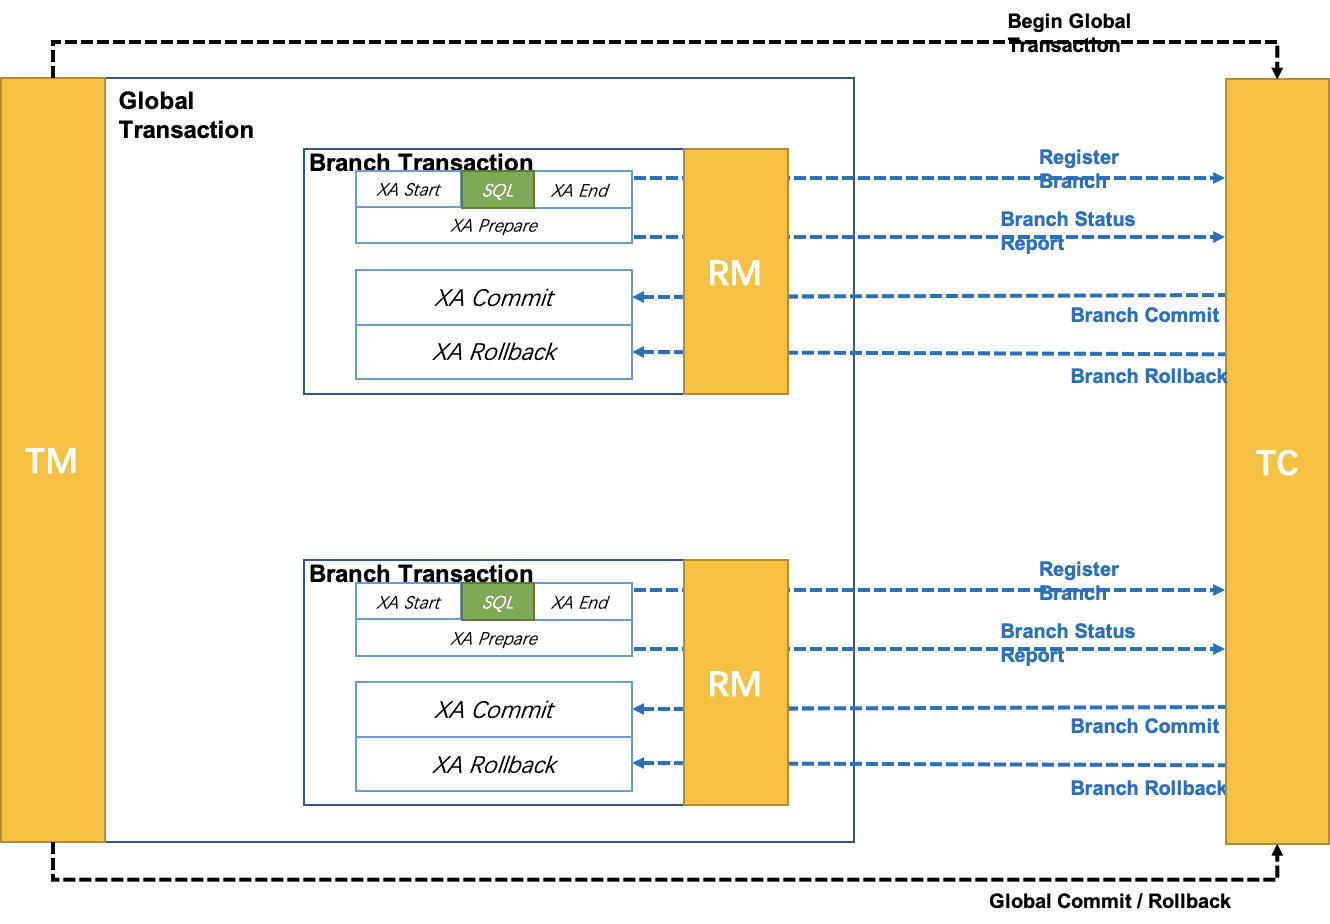 Begin Global
Transaction
Global
Transaction
Branch Transaction
XA Start
SQL
XA End
XA Prepare
XA Commit
XA Rollback
RM
Register
Branch
Branch Status
Report
Branch Commit
Branch Rollback
TM
TC
Branch Transaction
XA Start
SQL
XA End
XA Prepare
XA Commit
XA Rollback
RM
Register
Branch
Branch Status
Report
Branch Commit
Branch Rollback
Global Commit / Rollback